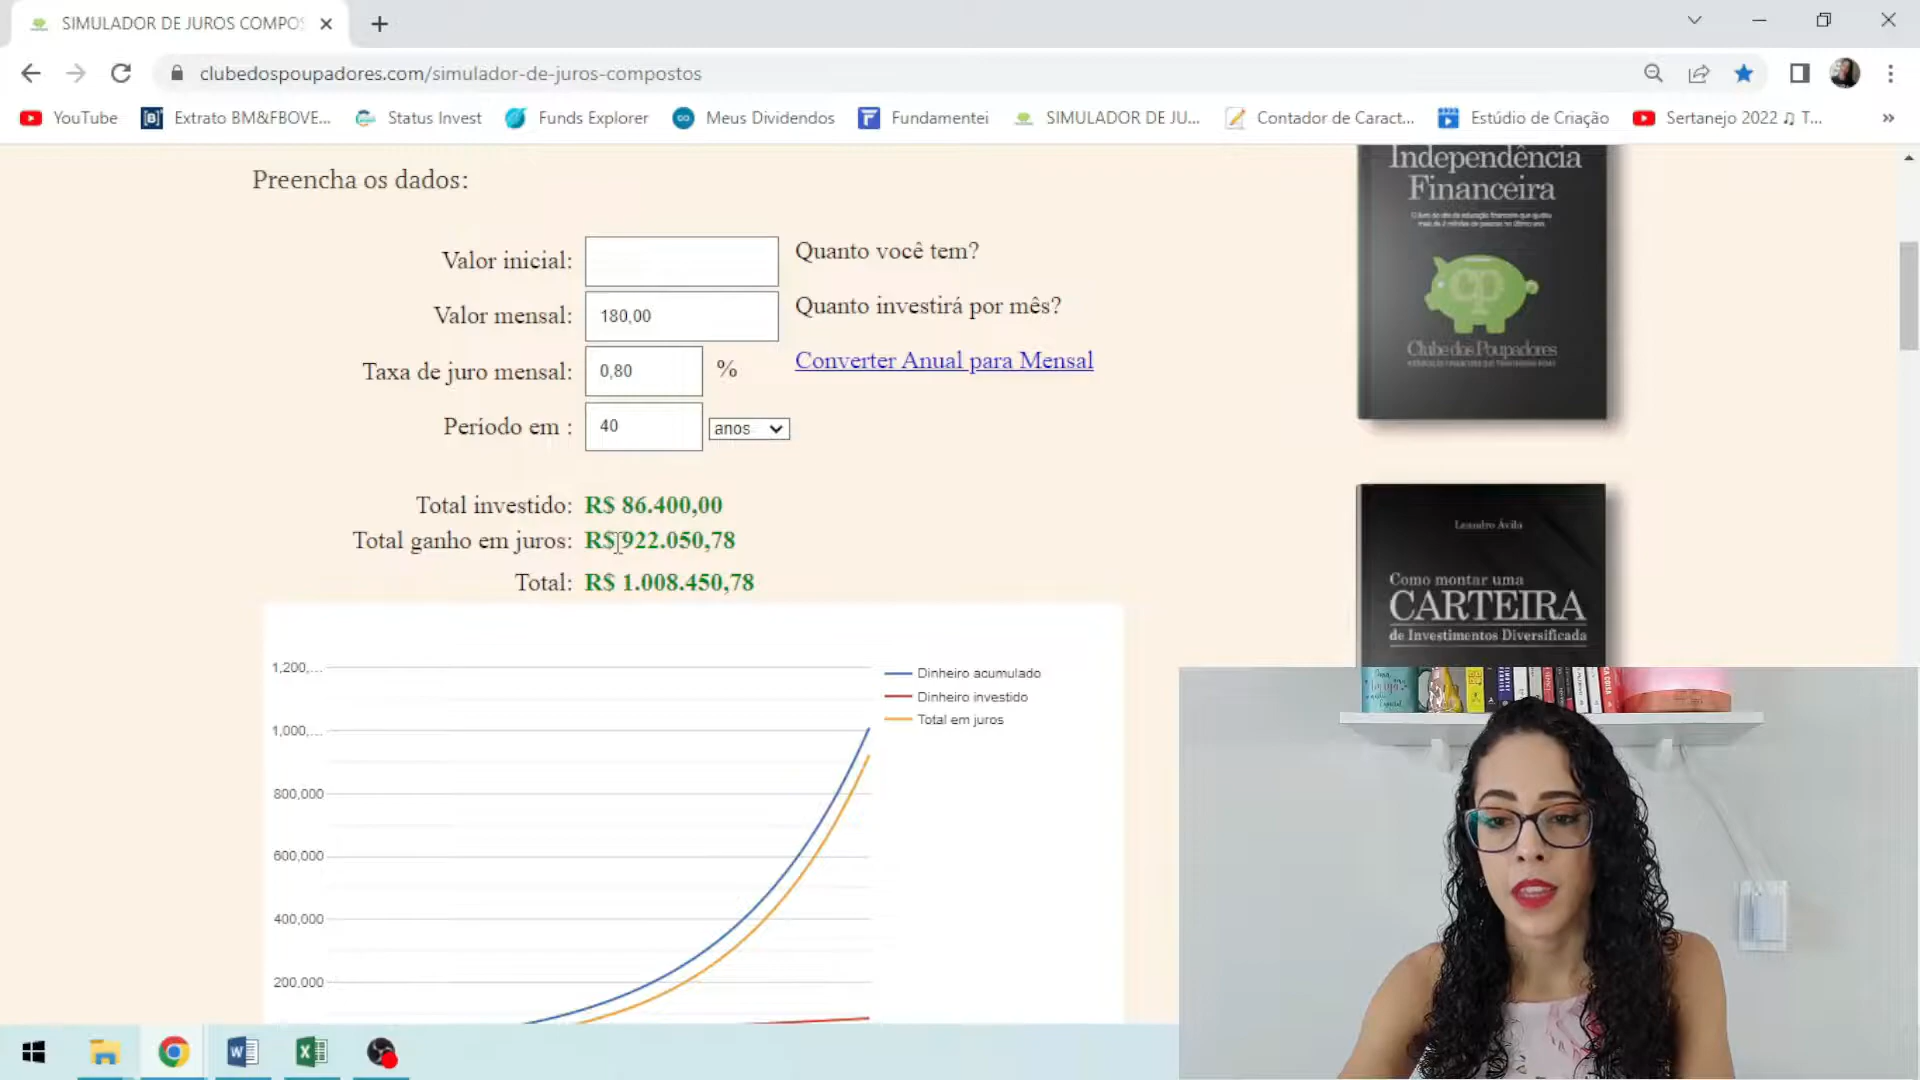 SIMULADOR DE JUROS COMPOS
clubedospoupadores.com/simulador-de-juros-compostos
YouTube
Extrato BM&FBOVE...
Status Invest
Funds Explorer
Meus Dividendos
Fundamentei
SIMULADOR DE JU...
Contador de Caract...
Estúdio de Criação
Sertanejo 2022 ♫ T...
»
Preencha os dados:
Valor inicial:
Quanto você tem?
Valor mensal: 180,00
Quanto investirá por mês?
Taxa de juro mensal: 0,80 %
Converter Anual para Mensal
Período em : 40 anos
Total investido: R$ 86.400,00
Total ganho em juros: R$ 922.050,78
Total: R$ 1.008.450,78
1,200,...
1,000,...
800,000
600,000
400,000
200,000
Dinheiro acumulado
Dinheiro investido
Total em juros
Independência
Financeira
cp
Clube dos Poupadores
Leandro Ávila
Como montar uma
CARTEIRA
de Investimentos Diversificada